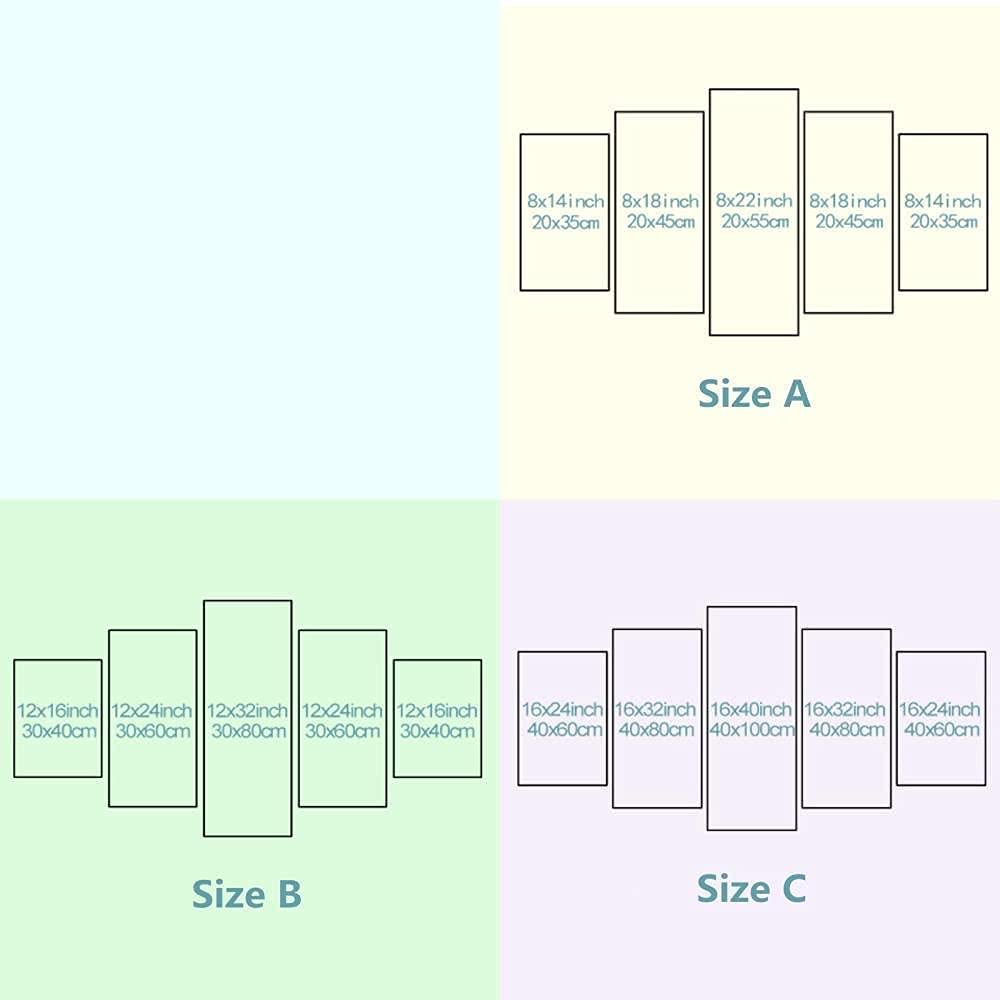 8x14inch
20x35cm
8x18inch
20x45cm
8x22inch
20x55cm
8x18inch
20x45cm
8x14inch
20x35cm
Size A
12x16inch
30x40cm
12x24inch
30x60cm
12x32inch
30x80cm
12x24inch
30x60cm
12x16inch
30x40cm
Size B
16x24inch
40x60cm
16x32inch
40x80cm
16x40inch
40x100cm
16x32inch
40x80cm
16x24inch
40x60cm
Size C